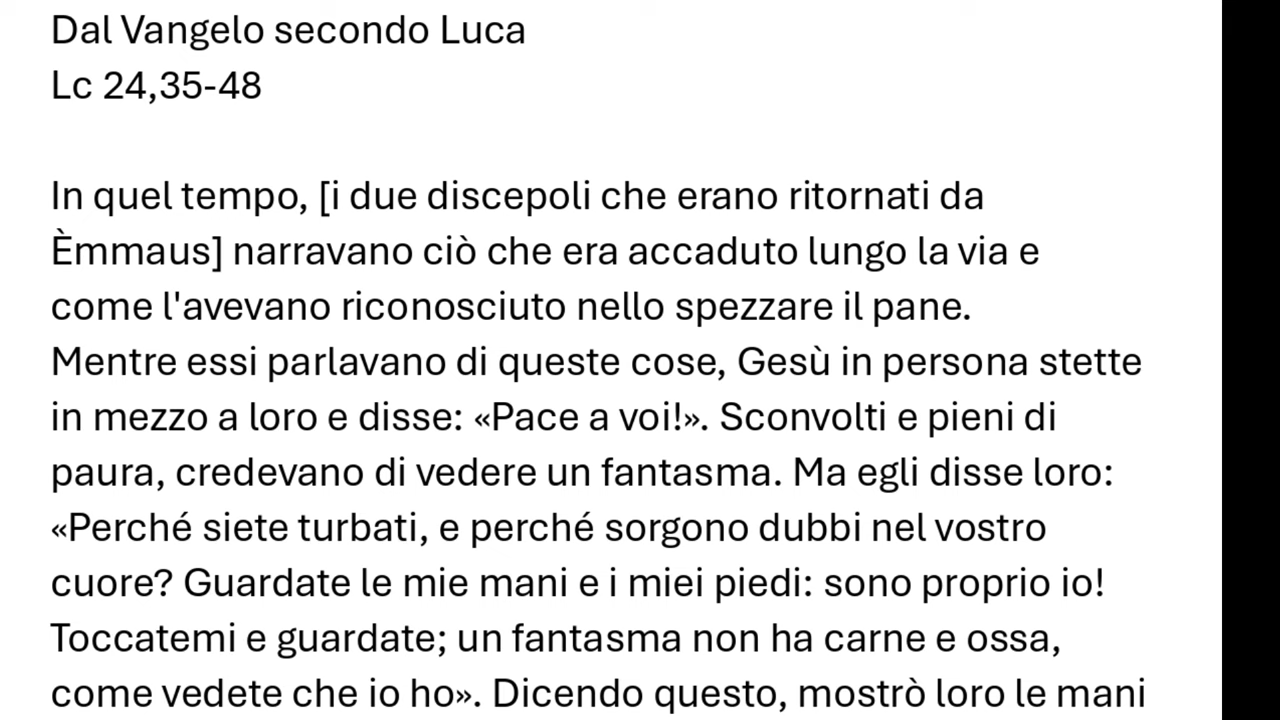 Dal Vangelo secondo Luca
Lc 24,35-48
In quel tempo, [i due discepoli che erano ritornati da
Èmmaus] narravano ciò che era accaduto lungo la via e
come l'avevano riconosciuto nello spezzare il pane.
Mentre essi parlavano di queste cose, Gesù in persona stette
in mezzo a loro e disse: «Pace a voi!». Sconvolti e pieni di
paura, credevano di vedere un fantasma. Ma egli disse loro:
«Perché siete turbati, e perché sorgono dubbi nel vostro
cuore? Guardate le mie mani e i miei piedi: sono proprio io!
Toccatemi e guardate; un fantasma non ha carne e ossa,
come vedete che io ho». Dicendo questo, mostrò loro le mani